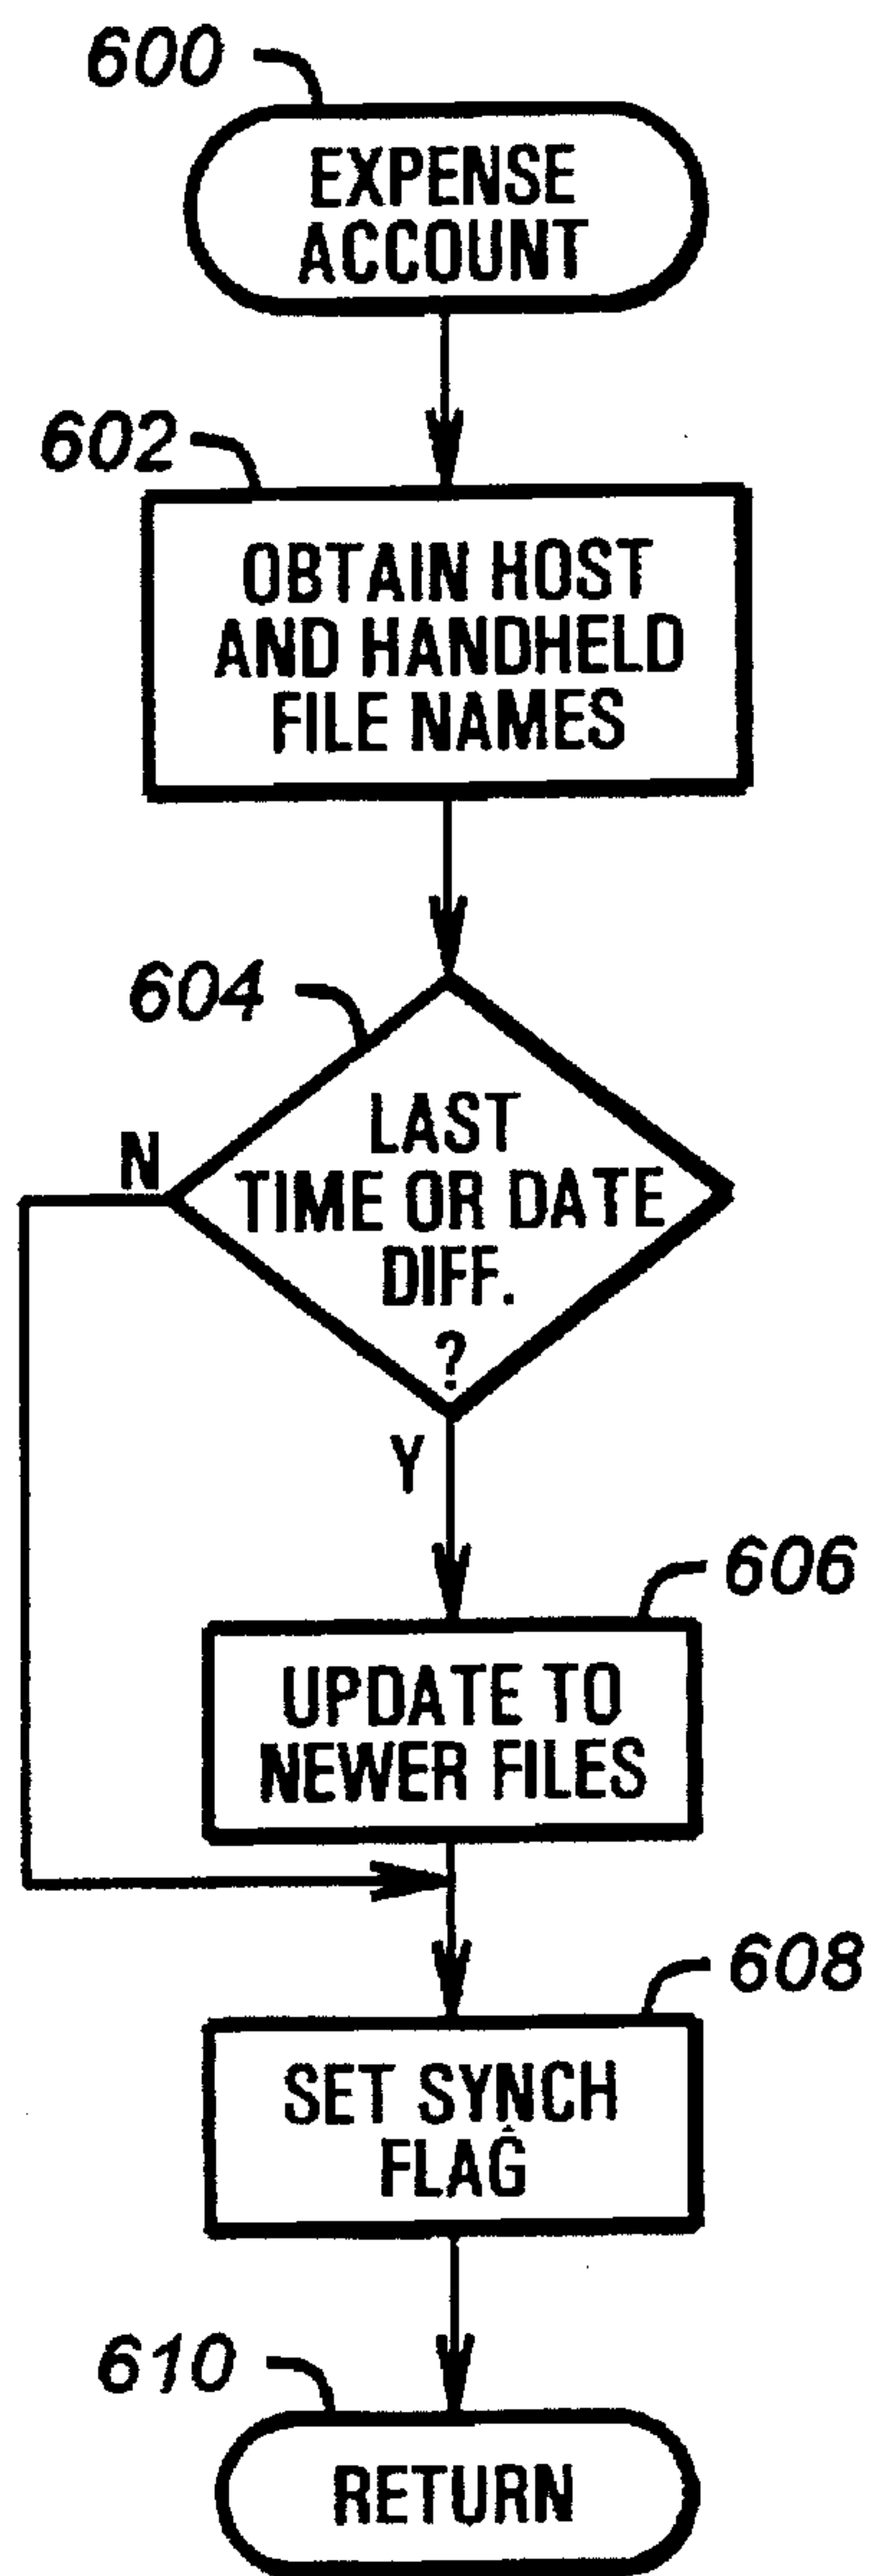 600
EXPENSE
ACCOUNT
602
OBTAIN HOST
AND HANDHELD
FILE NAMES
604
N
LAST
TIME OR DATE
DIFF.
?
Y
606
UPDATE TO
NEWER FILES
608
SET SYNCH
FLAG
610
RETURN